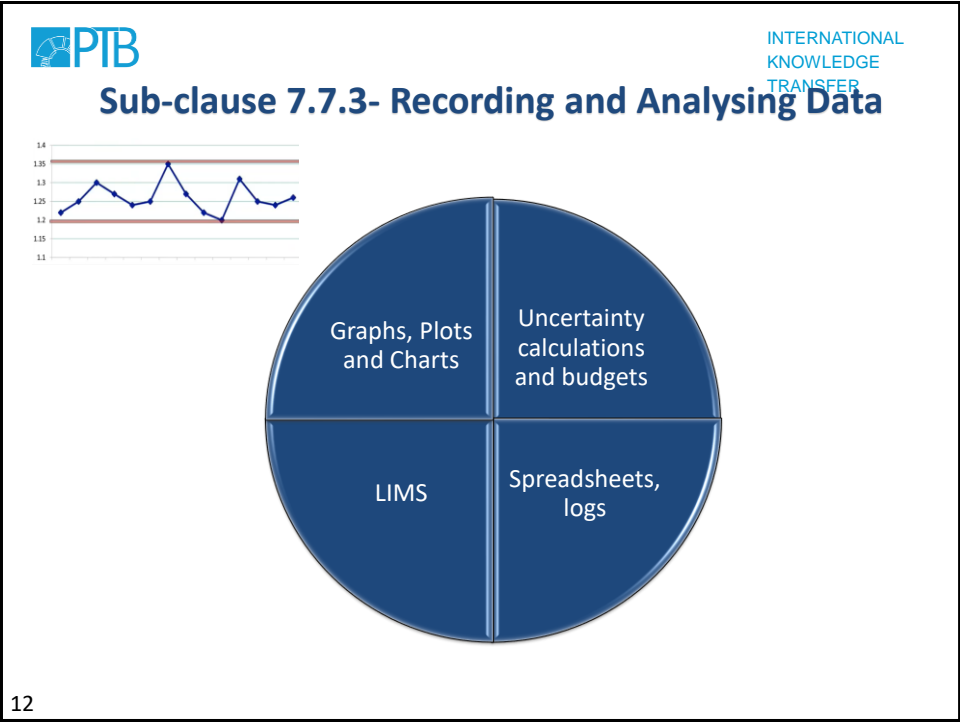 PTB
INTERNATIONAL
KNOWLEDGE
TRANSFER
Sub-clause 7.7.3- Recording and Analysing Data
1.4
1.35
1.3
1.25
1.2
1.15
1.1
Graphs, Plots
and Charts
Uncertainty
calculations
and budgets
LIMS
Spreadsheets,
logs
12